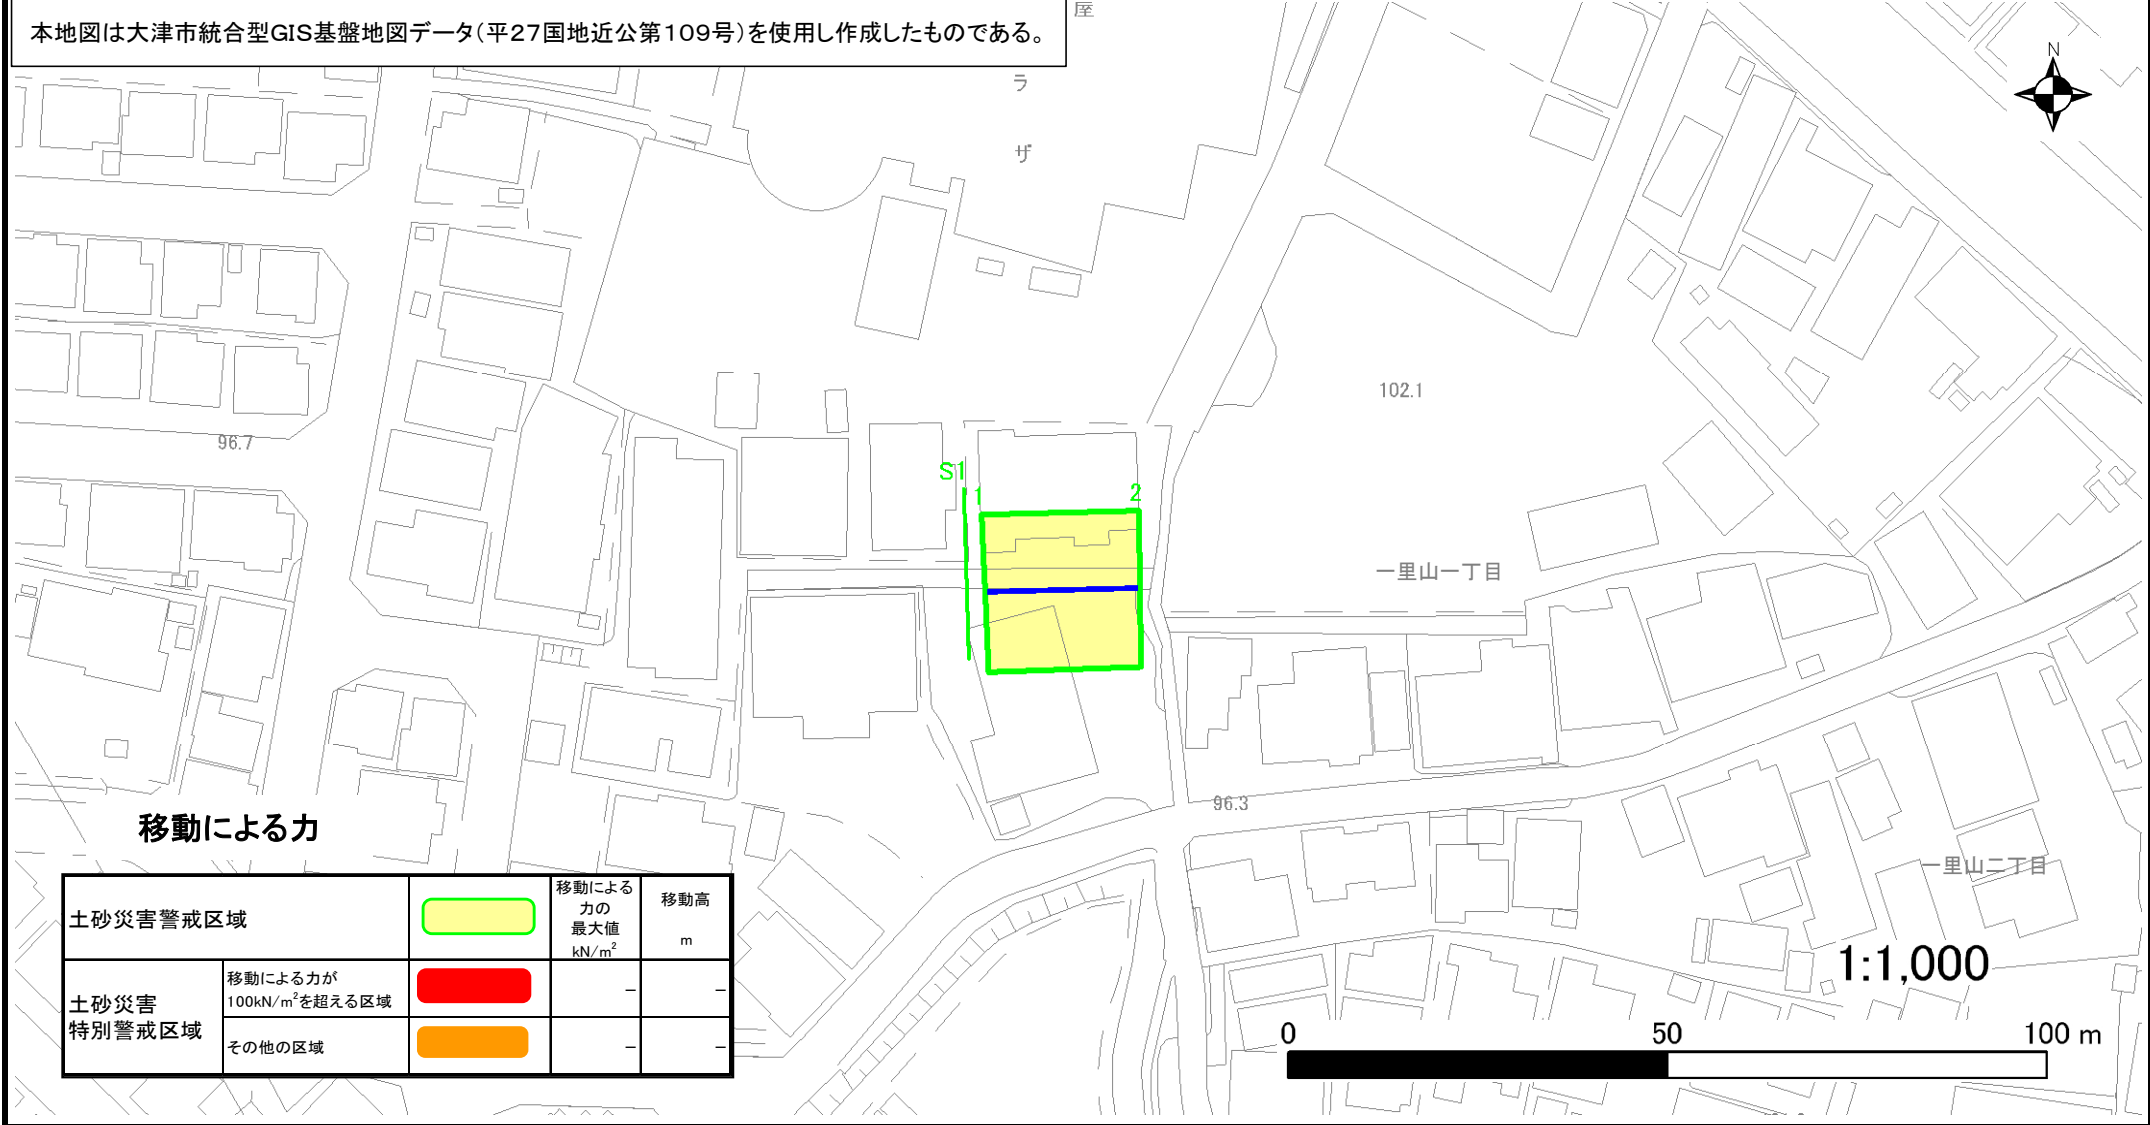 本地図は大津市統合型GIS基盤地図データ(平27国地近公第109号)を使用し作成したものである。
屋
ラ
ザ
N
102.1
96.7
S1
1
2
一里山一丁目
96.3
一里山二丁目
移動による力
土砂災害警戒区域
移動による
力の
最大値
kN/m²
移動高
m
土砂災害
特別警戒区域
移動による力が
100kN/m²を超える区域
－
－
その他の区域
－
－
1:1,000
0
50
100 m